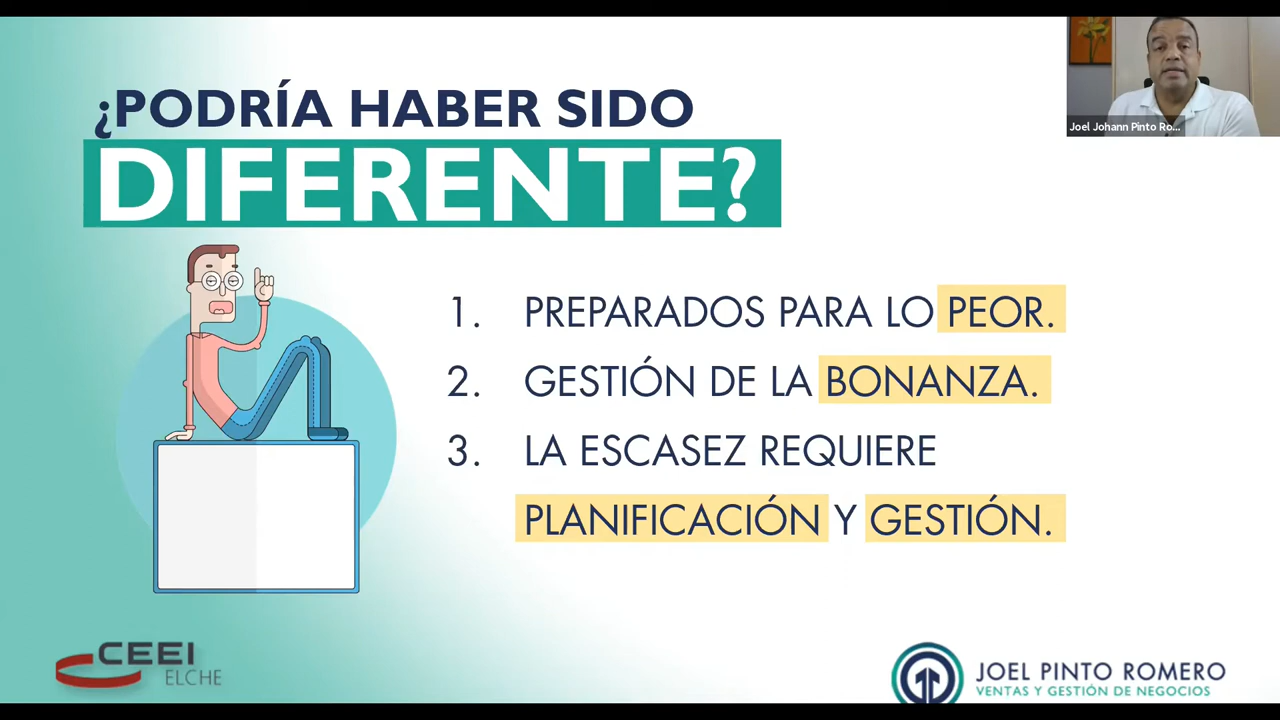 ¿PODRÍA HABER SIDO
DIFERENTE?
Joel Johann Pinto Ro...
1. PREPARADOS PARA LO PEOR.
2. GESTIÓN DE LA BONANZA.
3. LA ESCASEZ REQUIERE
PLANIFICACIÓN Y GESTIÓN.
CEEI
ELCHE
JOEL PINTO ROMERO
VENTAS Y GESTIÓN DE NEGOCIOS